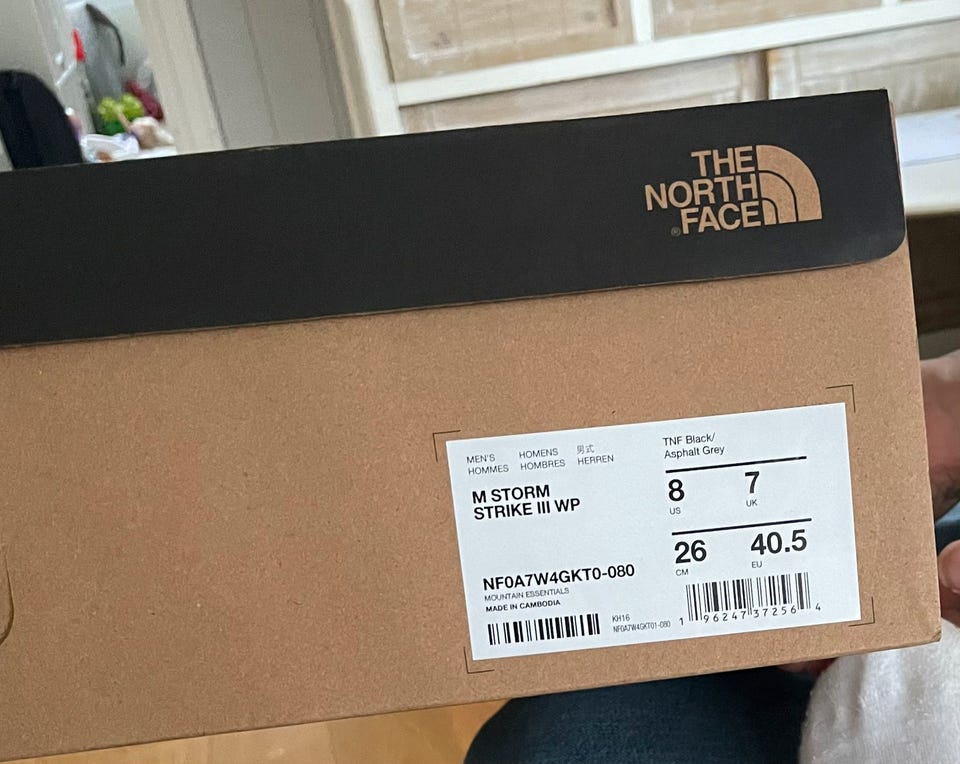 THE
NORTH
FACE
®
MEN'S HOMENS 男式
HOMMES HOMBRES HERREN
M STORM
STRIKE III WP
NF0A7W4GKT0-080
MOUNTAIN ESSENTIALS
MADE IN CAMBODIA
KH16
NF0A7W4GKT01-080
TNF Black/
Asphalt Grey
8 7
US UK
26 40.5
CM EU
1 96247 37256 4